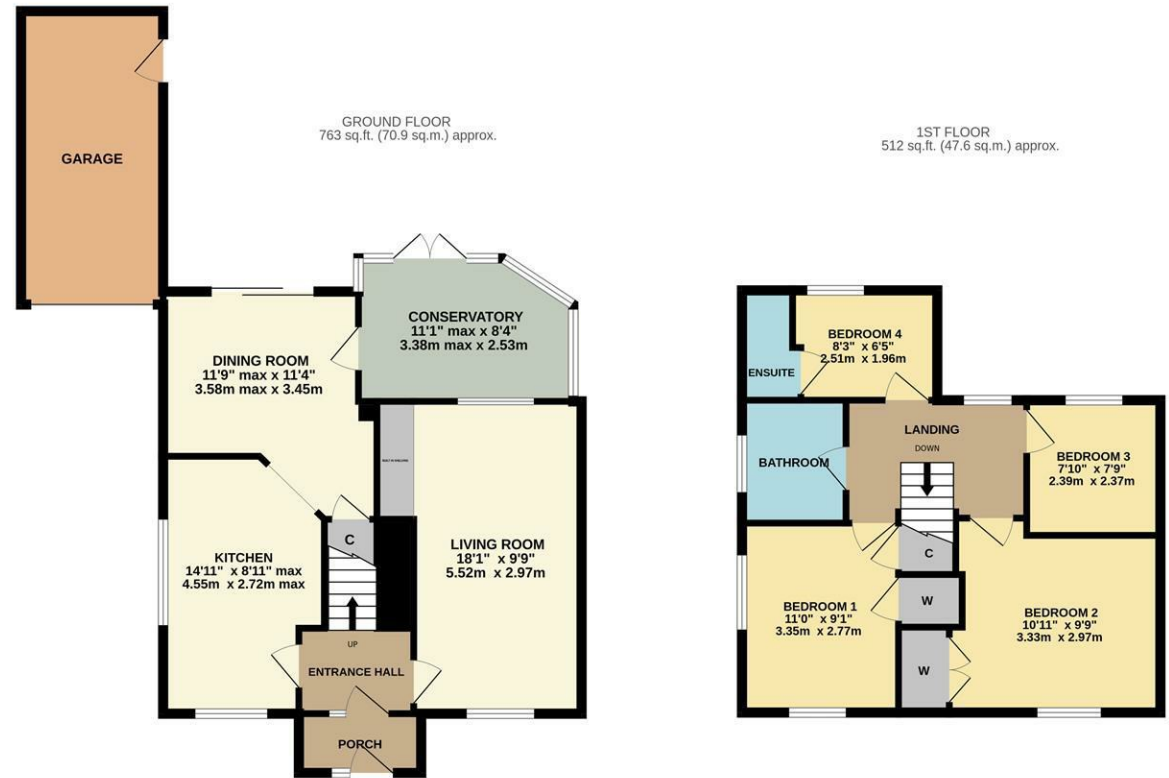 GROUND FLOOR
763 sq.ft. (70.9 sq.m.) approx.
GARAGE
CONSERVATORY
11'1" max x 8'4"
3.38m max x 2.53m
DINING ROOM
11'9" max x 11'4"
3.58m max x 3.45m
KITCHEN
14'11" x 8'11" max
4.55m x 2.72m max
C
LIVING ROOM
18'1" x 9'9"
5.52m x 2.97m
UP
ENTRANCE HALL
PORCH
1ST FLOOR
512 sq.ft. (47.6 sq.m.) approx.
BEDROOM 4
8'3" x 6'5"
2.51m x 1.96m
ENSUITE
LANDING
DOWN
BATHROOM
BEDROOM 3
7'10" x 7'9"
2.39m x 2.37m
C
W
BEDROOM 1
11'0" x 9'1"
3.35m x 2.77m
BEDROOM 2
10'11" x 9'9"
3.33m x 2.97m
W